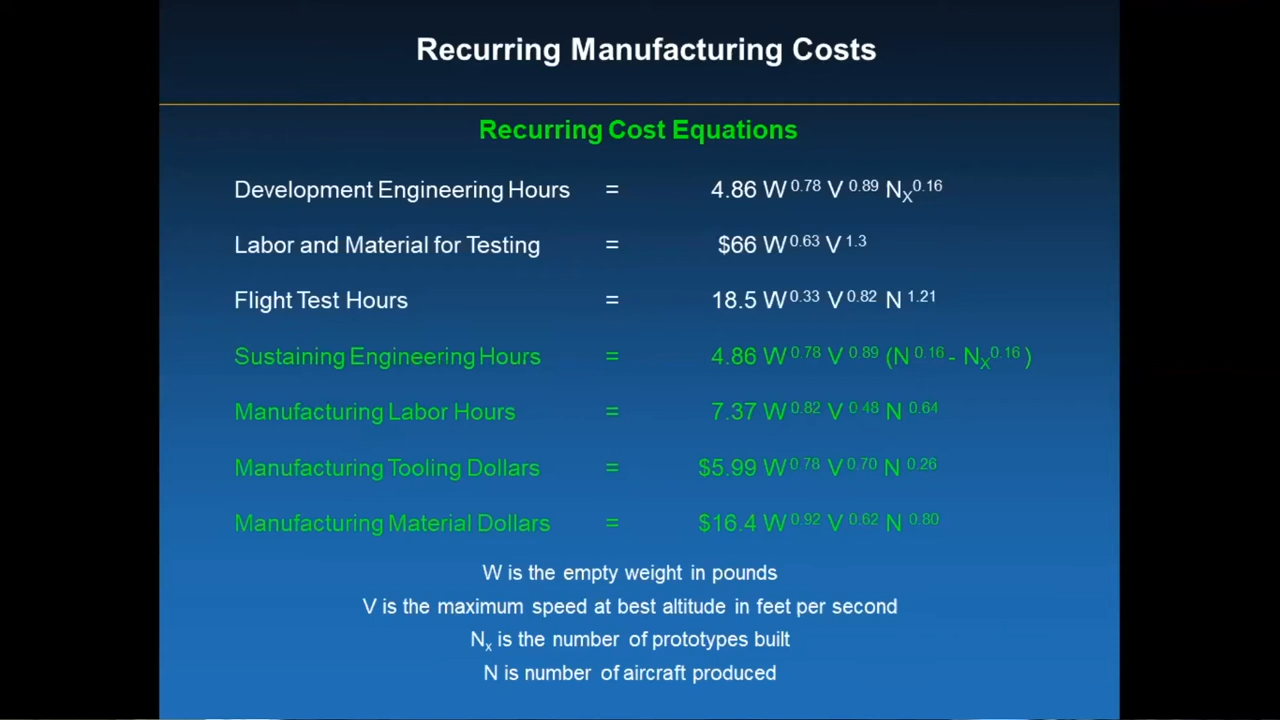 Recurring Manufacturing Costs
Recurring Cost Equations
Development Engineering Hours = 4.86 W^0.78 V^0.89 N_X^0.16
Labor and Material for Testing = $66 W^0.63 V^1.3
Flight Test Hours = 18.5 W^0.33 V^0.82 N^1.21
Sustaining Engineering Hours = 4.86 W^0.78 V^0.89 (N^0.16 - N_X^0.16)
Manufacturing Labor Hours = 7.37 W^0.82 V^0.48 N^0.64
Manufacturing Tooling Dollars = $5.99 W^0.78 V^0.70 N^0.26
Manufacturing Material Dollars = $16.4 W^0.92 V^0.62 N^0.80
W is the empty weight in pounds
V is the maximum speed at best altitude in feet per second
N_x is the number of prototypes built
N is number of aircraft produced